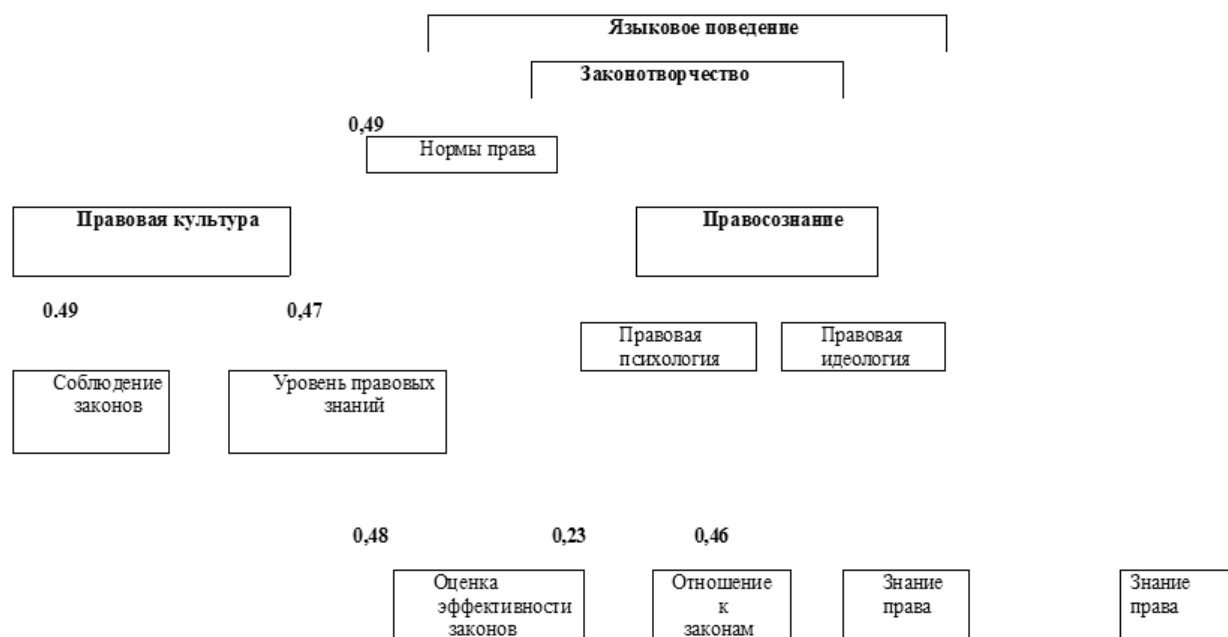 Языковое поведение
Законотворчество
0,49
Нормы права
Правовая культура
Правосознание
0.49
0,47
Правовая
психология
Правовая
идеология
Соблюдение
законов
Уровень правовых
знаний
0,48
0,23
0,46
Оценка
эффективности
законов
Отношение
к
законам
Знание
права
Знание
права